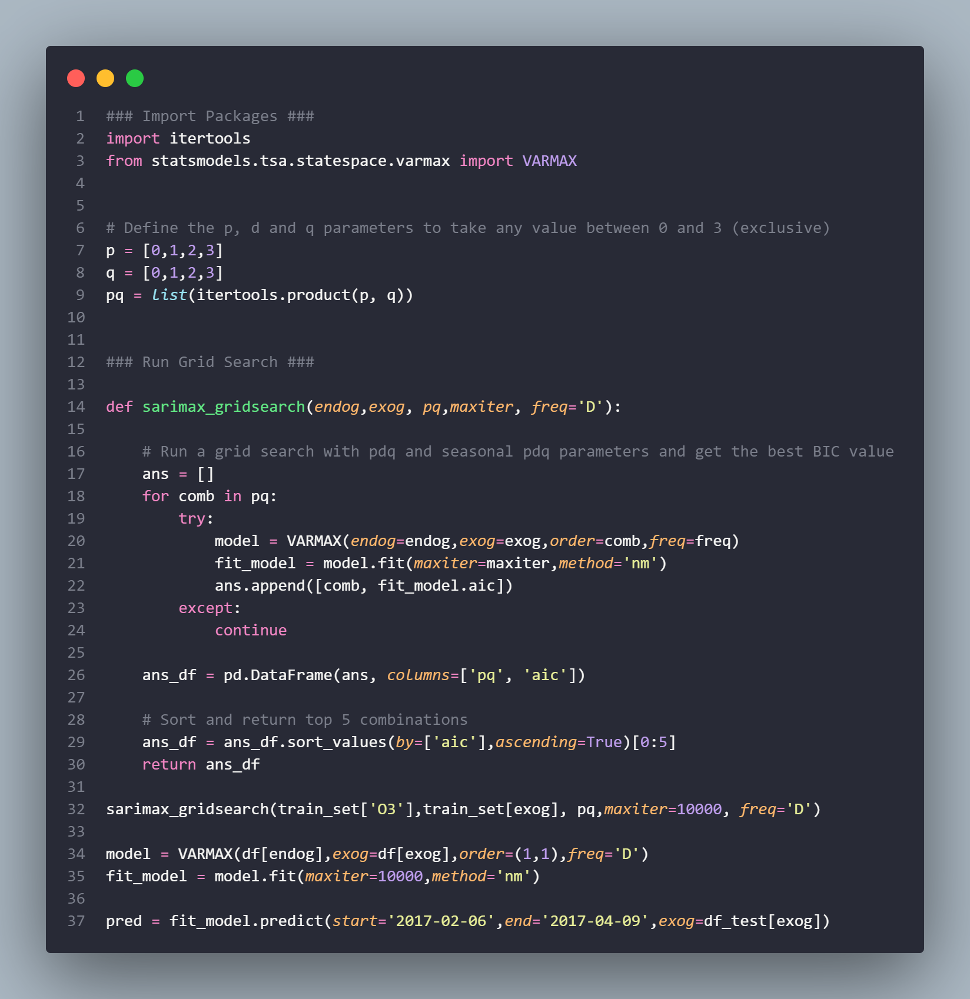 1 ### Import Packages ###
2 import itertools
3 from statsmodels.tsa.statespace.varmax import VARMAX
4
5
6 # Define the p, d and q parameters to take any value between 0 and 3 (exclusive)
7 p = [0,1,2,3]
8 q = [0,1,2,3]
9 pq = list(itertools.product(p, q))
10
11
12 ### Run Grid Search ###
13
14 def sarimax_gridsearch(endog,exog, pq,maxiter, freq='D'):
15
16     # Run a grid search with pdq and seasonal pdq parameters and get the best BIC value
17     ans = []
18     for comb in pq:
19         try:
20             model = VARMAX(endog=endog,exog=exog,order=comb,freq=freq)
21             fit_model = model.fit(maxiter=maxiter,method='nm')
22             ans.append([comb, fit_model.aic])
23         except:
24             continue
25
26     ans_df = pd.DataFrame(ans, columns=['pq', 'aic'])
27
28     # Sort and return top 5 combinations
29     ans_df = ans_df.sort_values(by=['aic'],ascending=True)[0:5]
30     return ans_df
31
32 sarimax_gridsearch(train_set['O3'],train_set[exog], pq,maxiter=10000, freq='D')
33
34 model = VARMAX(df[endog],exog=df[exog],order=(1,1),freq='D')
35 fit_model = model.fit(maxiter=10000,method='nm')
36
37 pred = fit_model.predict(start='2017-02-06',end='2017-04-09',exog=df_test[exog])